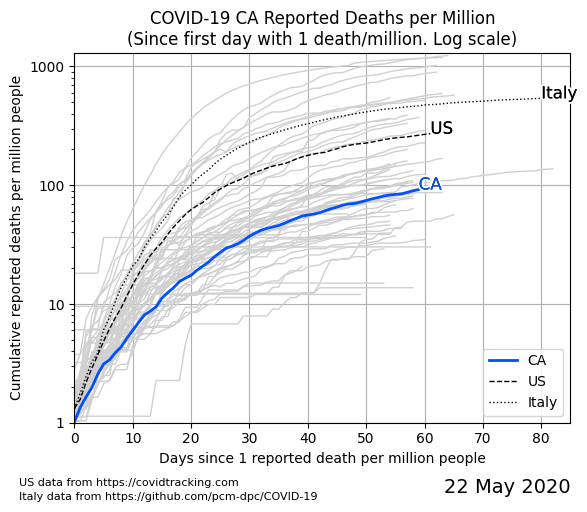 COVID-19 CA Reported Deaths per Million
(Since first day with 1 death/million. Log scale)
Cumulative reported deaths per million people
1000
100
10
1
Italy
US
CA
CA
US
Italy
0 10 20 30 40 50 60 70 80
Days since 1 reported death per million people
US data from https://covidtracking.com
Italy data from https://github.com/pcm-dpc/COVID-19
22 May 2020